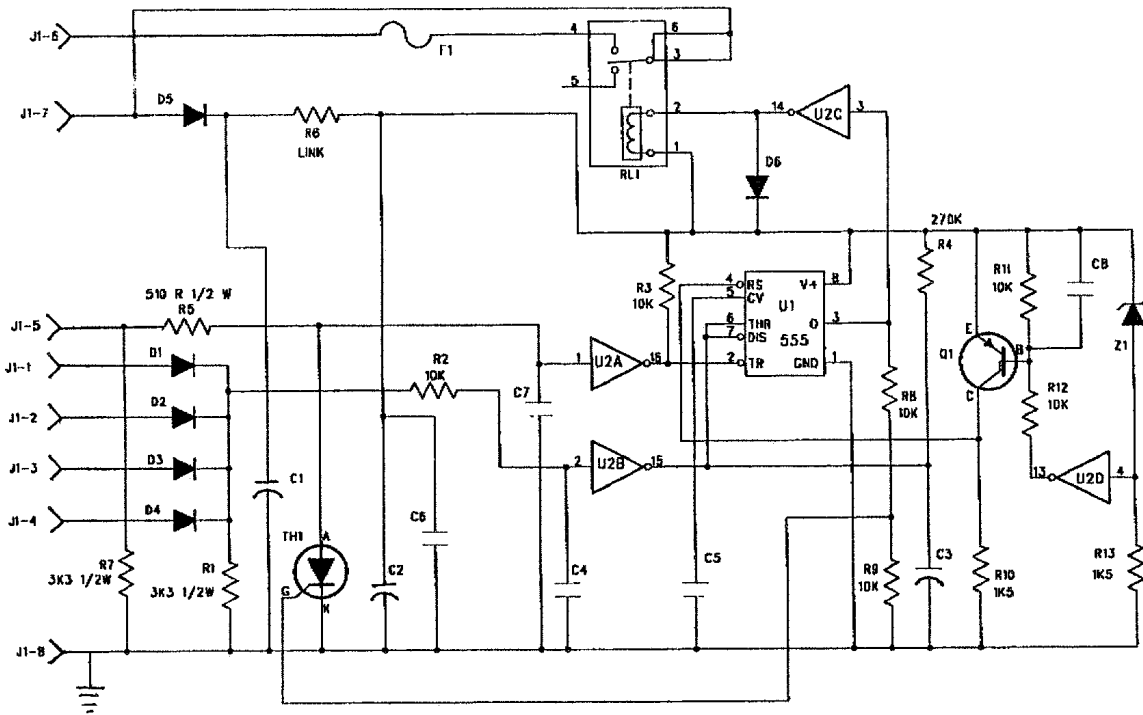 J1-6
F1
4
6
3
5
2
1
RL1
J1-7
D5
R6
LINK
14
U2C
3
D6
270K
R4
510 R 1/2 W
R5
J1-5
J1-1
D1
J1-2
D2
J1-3
D3
J1-4
D4
R2
10K
R3
10K
4
RS
V+
8
5
CV
U1
6
THR
O
3
7
DIS
555
2
TR
GND
1
R11
10K
C8
Z1
E
Q1
B
C
R12
10K
1
U2A
16
C7
2
U2B
15
R8
10K
13
U2D
4
C1
C6
TH1
A
G
K
C2
C4
C5
R7
3K3 1/2W
R1
3K3 1/2W
R9
10K
C3
R10
1K5
R13
1K5
J1-8